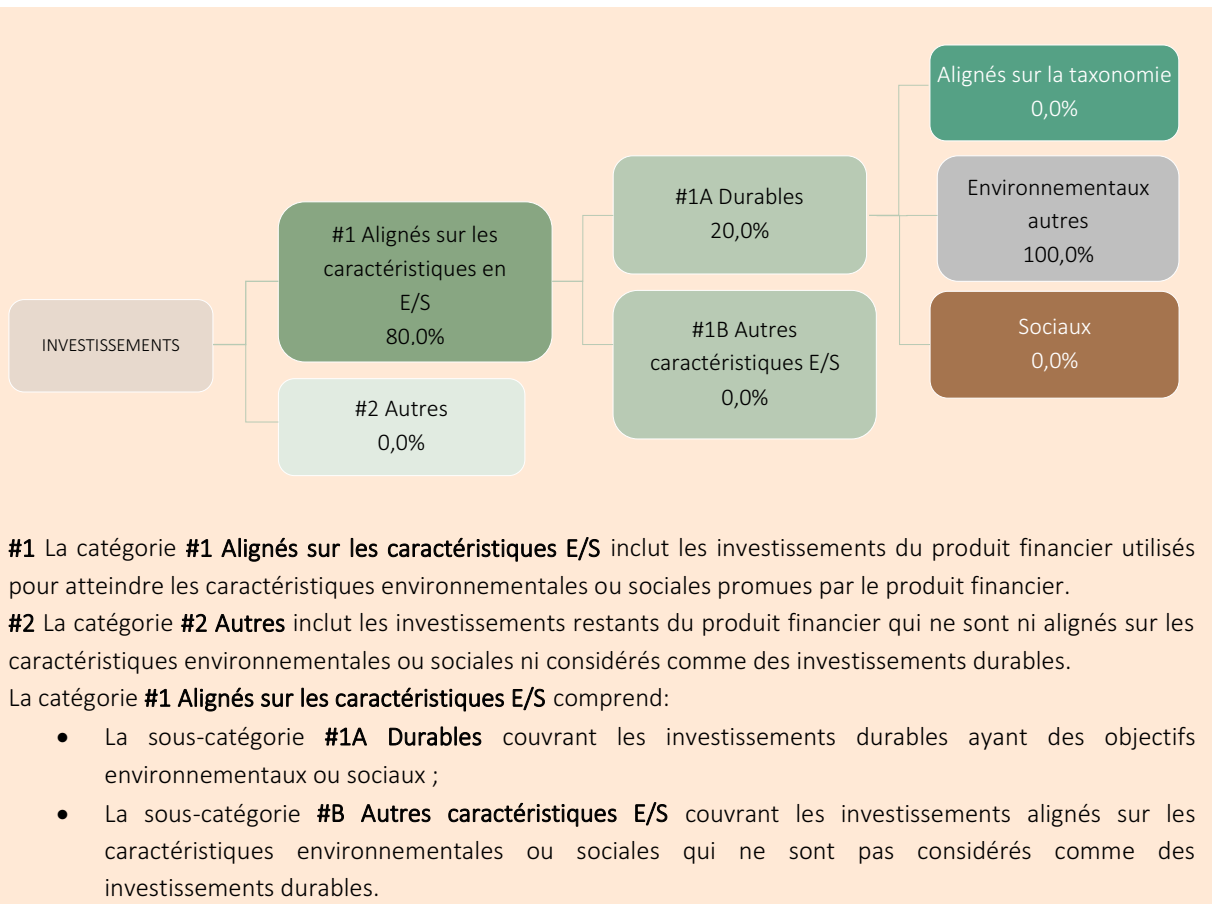 INVESTISSEMENTS
#1 Alignés sur les
caractéristiques en
E/S
80,0%
#2 Autres
0,0%
#1A Durables
20,0%
#1B Autres
caractéristiques E/S
0,0%
Alignés sur la taxonomie
0,0%
Environnementaux
autres
100,0%
Sociaux
0,0%
#1 La catégorie #1 Alignés sur les caractéristiques E/S inclut les investissements du produit financier utilisés
pour atteindre les caractéristiques environnementales ou sociales promues par le produit financier.
#2 La catégorie #2 Autres inclut les investissements restants du produit financier qui ne sont ni alignés sur les
caractéristiques environnementales ou sociales ni considérés comme des investissements durables.
La catégorie #1 Alignés sur les caractéristiques E/S comprend:
• La sous-catégorie #1A Durables couvrant les investissements durables ayant des objectifs
environnementaux ou sociaux ;
• La sous-catégorie #B Autres caractéristiques E/S couvrant les investissements alignés sur les
caractéristiques environnementales ou sociales qui ne sont pas considérés comme des
investissements durables.